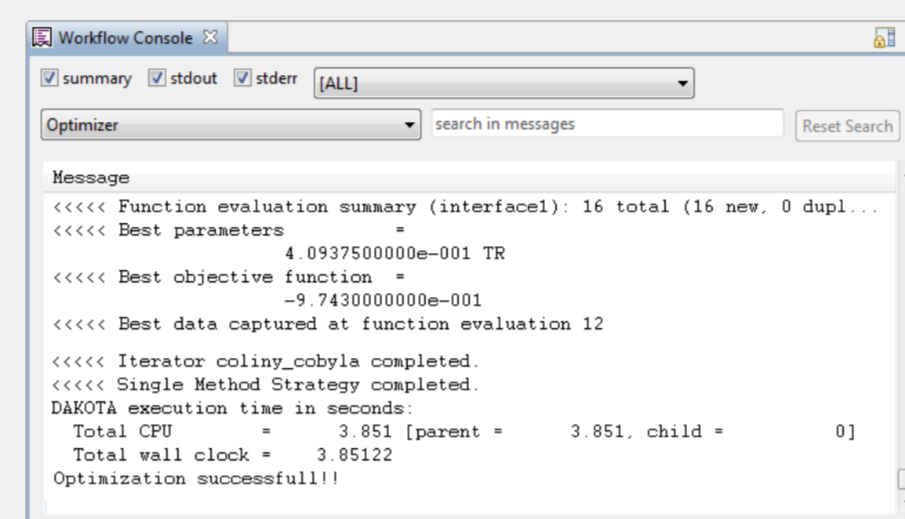 Workflow Console
summary stdout stderr [ALL]
Optimizer search in messages Reset Search
Message
<<<<< Function evaluation summary (interface1): 16 total (16 new, 0 dupl...
<<<<< Best parameters =
4.0937500000e-001 TR
<<<<< Best objective function =
-9.7430000000e-001
<<<<< Best data captured at function evaluation 12
<<<<< Iterator coliny_cobyla completed.
<<<<< Single Method Strategy completed.
DAKOTA execution time in seconds:
Total CPU = 3.851 [parent = 3.851, child = 0]
Total wall clock = 3.85122
Optimization successfull!!